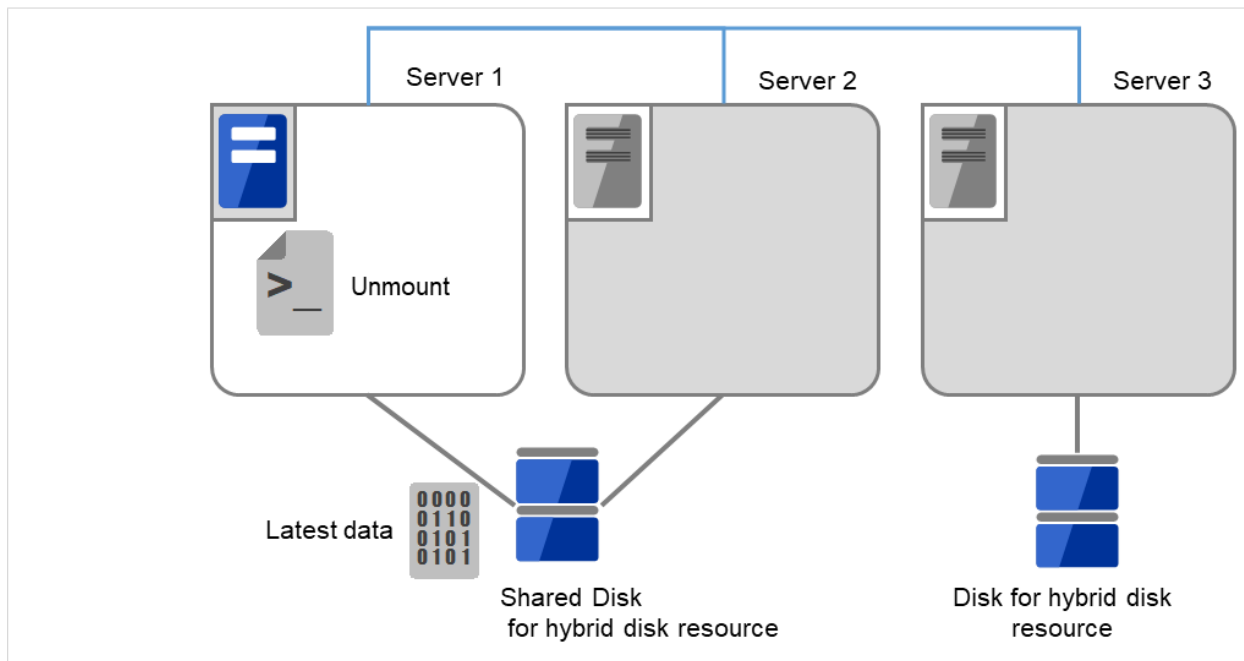 Server 1
Server 2
Server 3
>_
Unmount
Latest data
0000
0110
0101
0101
Shared Disk
for hybrid disk resource
Disk for hybrid disk
resource